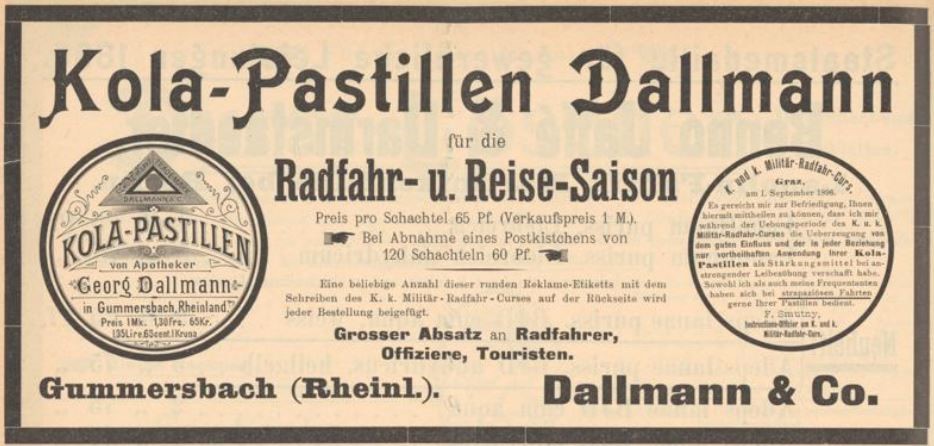 Kola-Pastillen Dallmann
für die
Radfahr- u. Reise-Saison
Preis pro Schachtel 65 Pf. (Verkaufspreis 1 M.).
Bei Abnahme eines Postkistchens von
120 Schachteln 60 Pf.
Eine beliebige Anzahl dieser runden Reklame-Etiketts mit dem
Schreiben des K. k. Militär-Radfahr-Curses auf der Rückseite wird
jeder Bestellung beigefügt.
Grosser Absatz an Radfahrer,
Offiziere, Touristen.
DALLMANN & C.
KOLA-PASTILLEN
von Apotheker
Georg Dallmann
in Gummersbach, Rheinland.
Preis 1 Mk. 1,30 frs. 65 Kr.
1,35 Lire. 65 cent. 1 Krona
K. und k. Militär-Radfahr-Curs.
Graz,
am 1. September 1896.
Es gereicht mir zur Befriedigung, Ihnen
hiermit mittheilen zu können, dass ich mir
während der Uebungsperiode des K. u. k.
Militär-Radfahr-Curses die Ueberzeugung von
dem guten Einfluss und der in jeder Beziehung
nur vortheilhaften Anwendung Ihrer Kola-
Pastillen als Stärkungsmittel bei an-
strengender Leibesübung verschafft habe.
Sowohl ich als auch meine Frequentanten
haben sich bei strapaziösen Fahrten
gerne Ihrer Pastillen bedient.
F. Smutny,
Instructions-Offizier am K. und k.
Militär-Radfahr-Curs.
Gummersbach (Rheinl.).
Dallmann & Co.